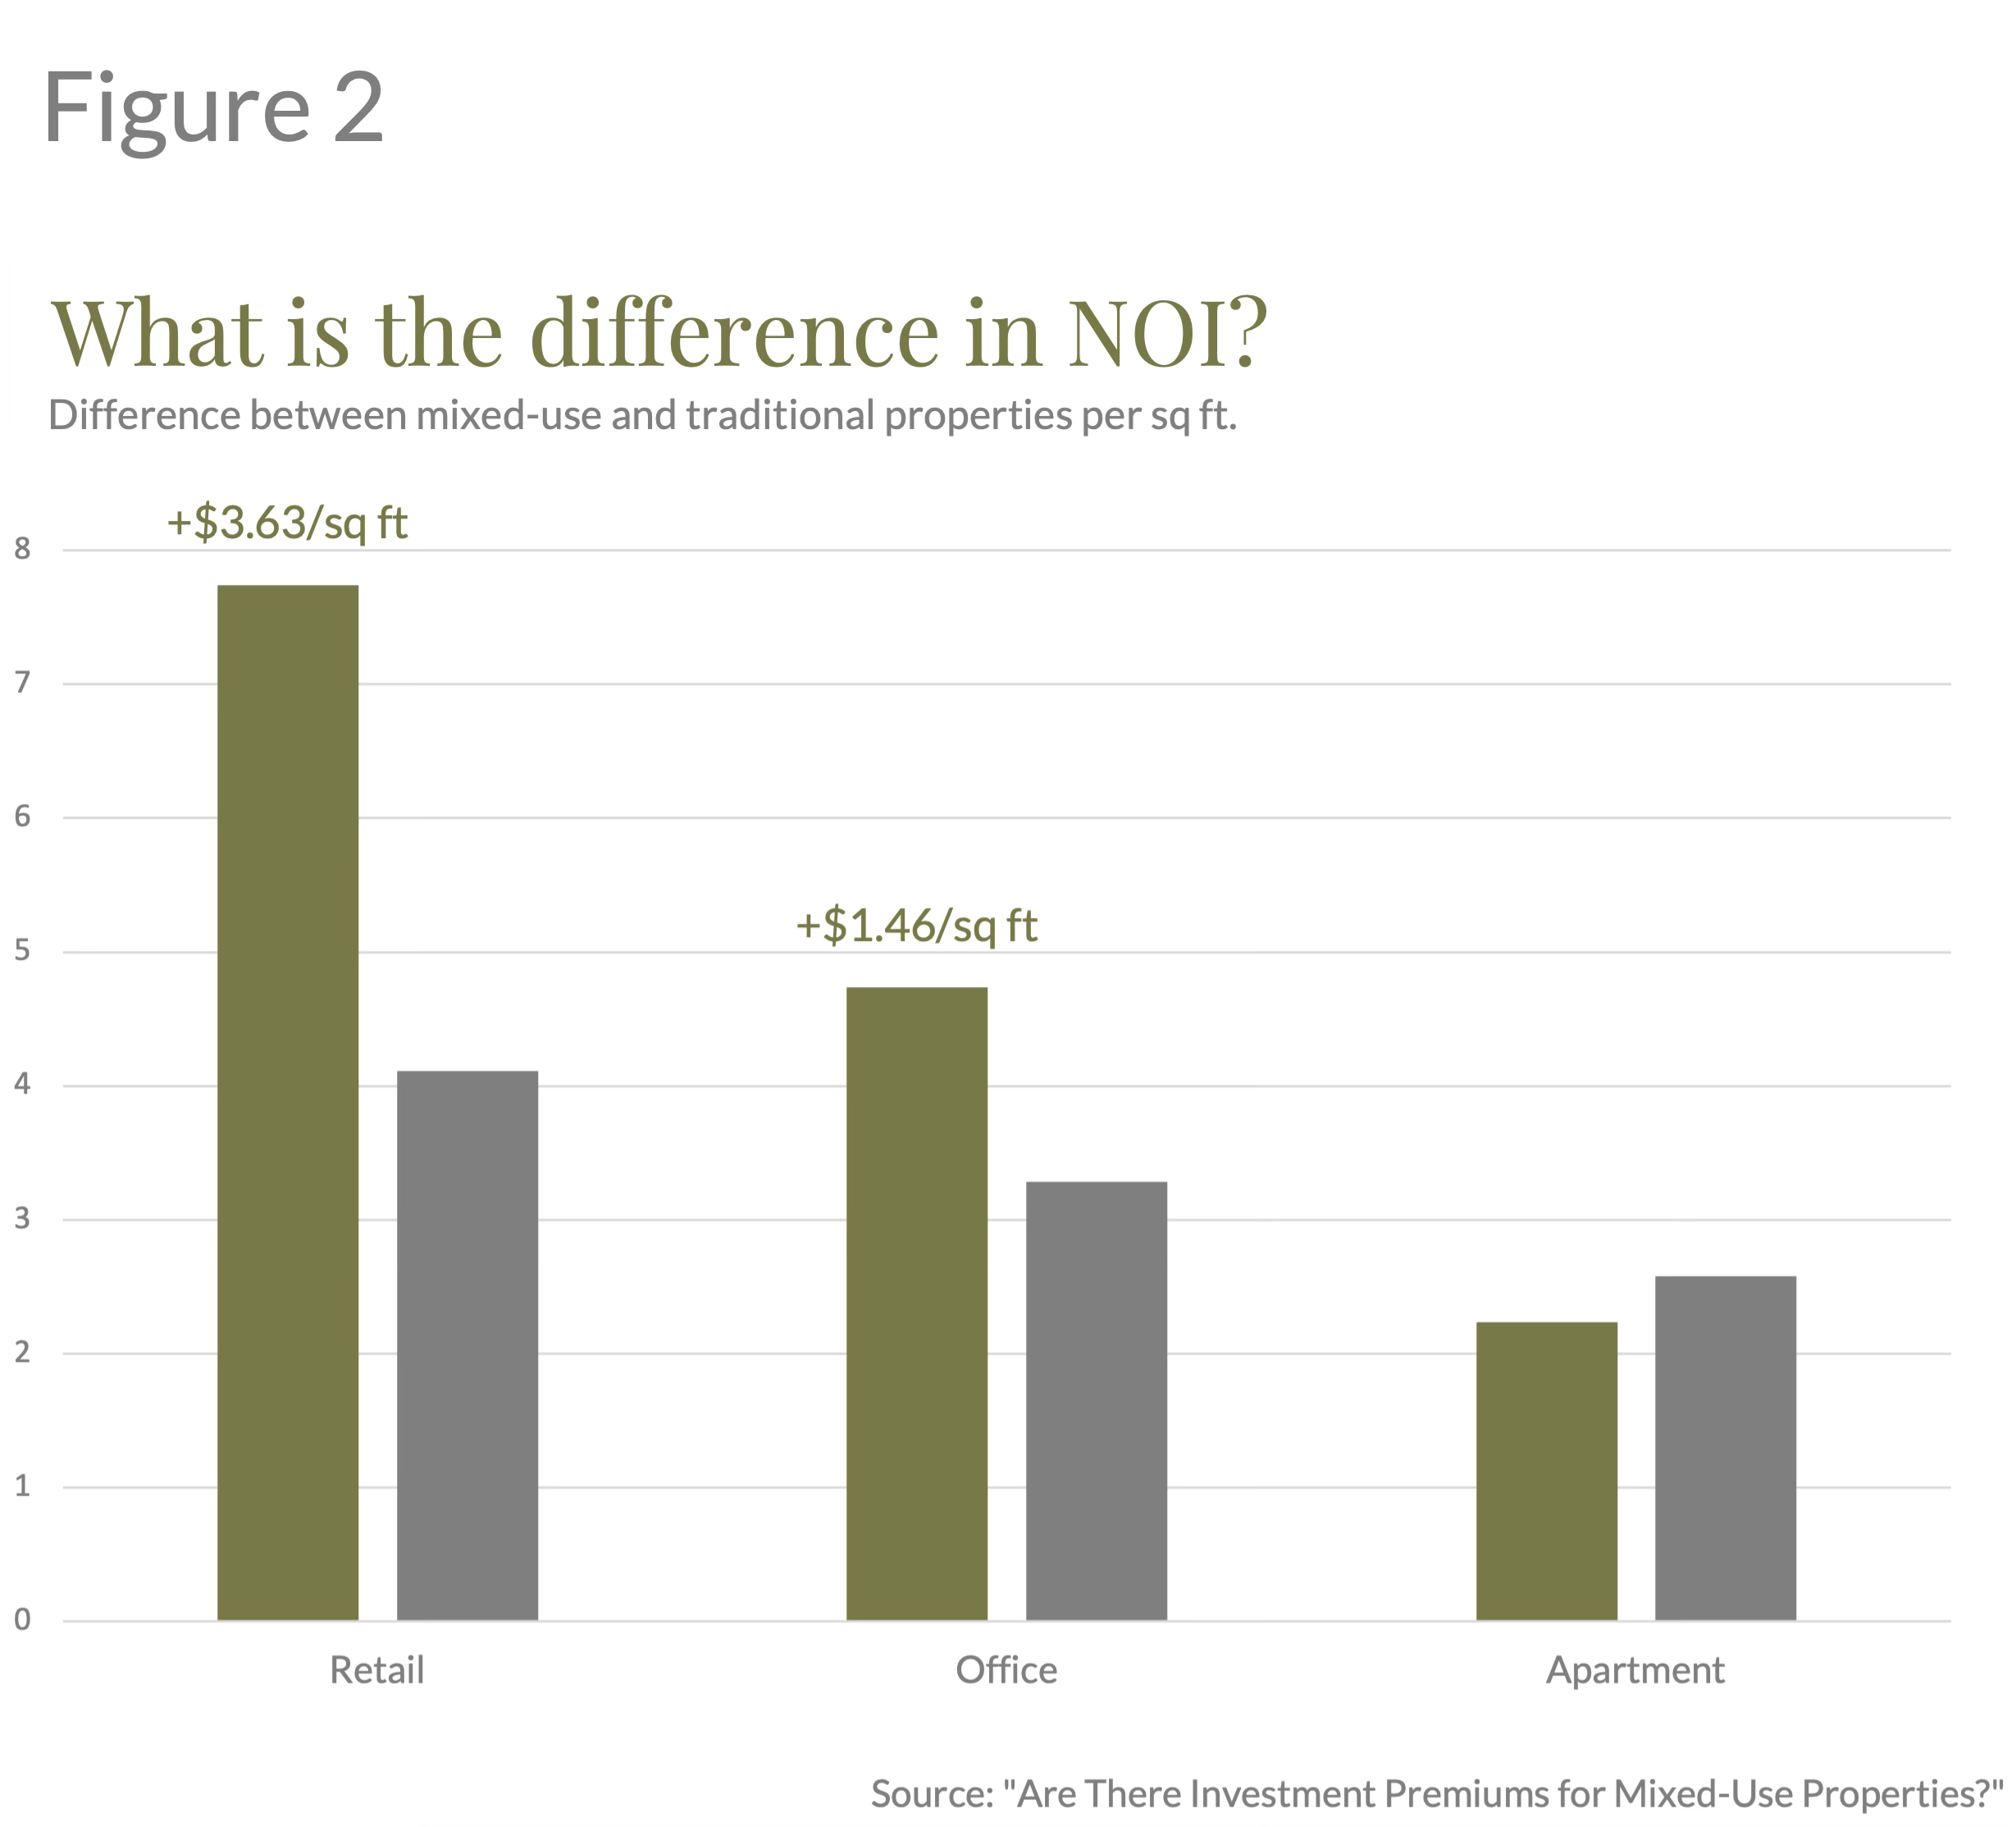 Figure 2
What is the difference in NOI?
Difference between mixed-use and traditional properties per sq ft.
+$3.63/sq ft
8
7
6
+$1.46/sq ft
5
4
3
2
1
0
Retail Office Apartment
Source: "Are There Investment Premiums for Mixed-Use Properties?"